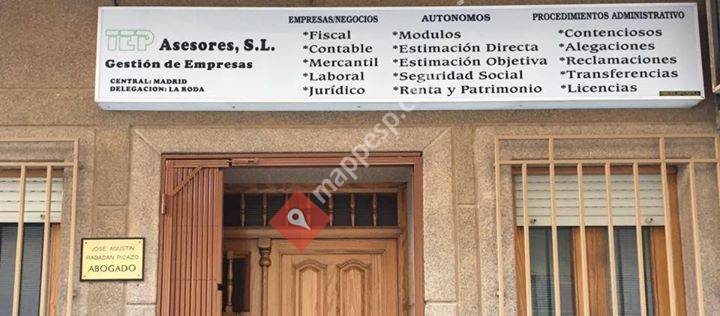 TEP Asesores, S.L.
Gestión de Empresas
CENTRAL: MADRID
DELEGACION: LA RODA
EMPRESAS/NEGOCIOS
*Fiscal
*Contable
*Mercantil
*Laboral
*Jurídico
AUTONOMOS
*Modulos
*Estimación Directa
*Estimación Objetiva
*Seguridad Social
*Renta y Patrimonio
PROCEDIMIENTOS ADMINISTRATIVO
*Contenciosos
*Alegaciones
*Reclamaciones
*Transferencias
*Licencias
JOSE AGUSTIN
RABADAN PICAZO
ABOGADO
mappesp.com